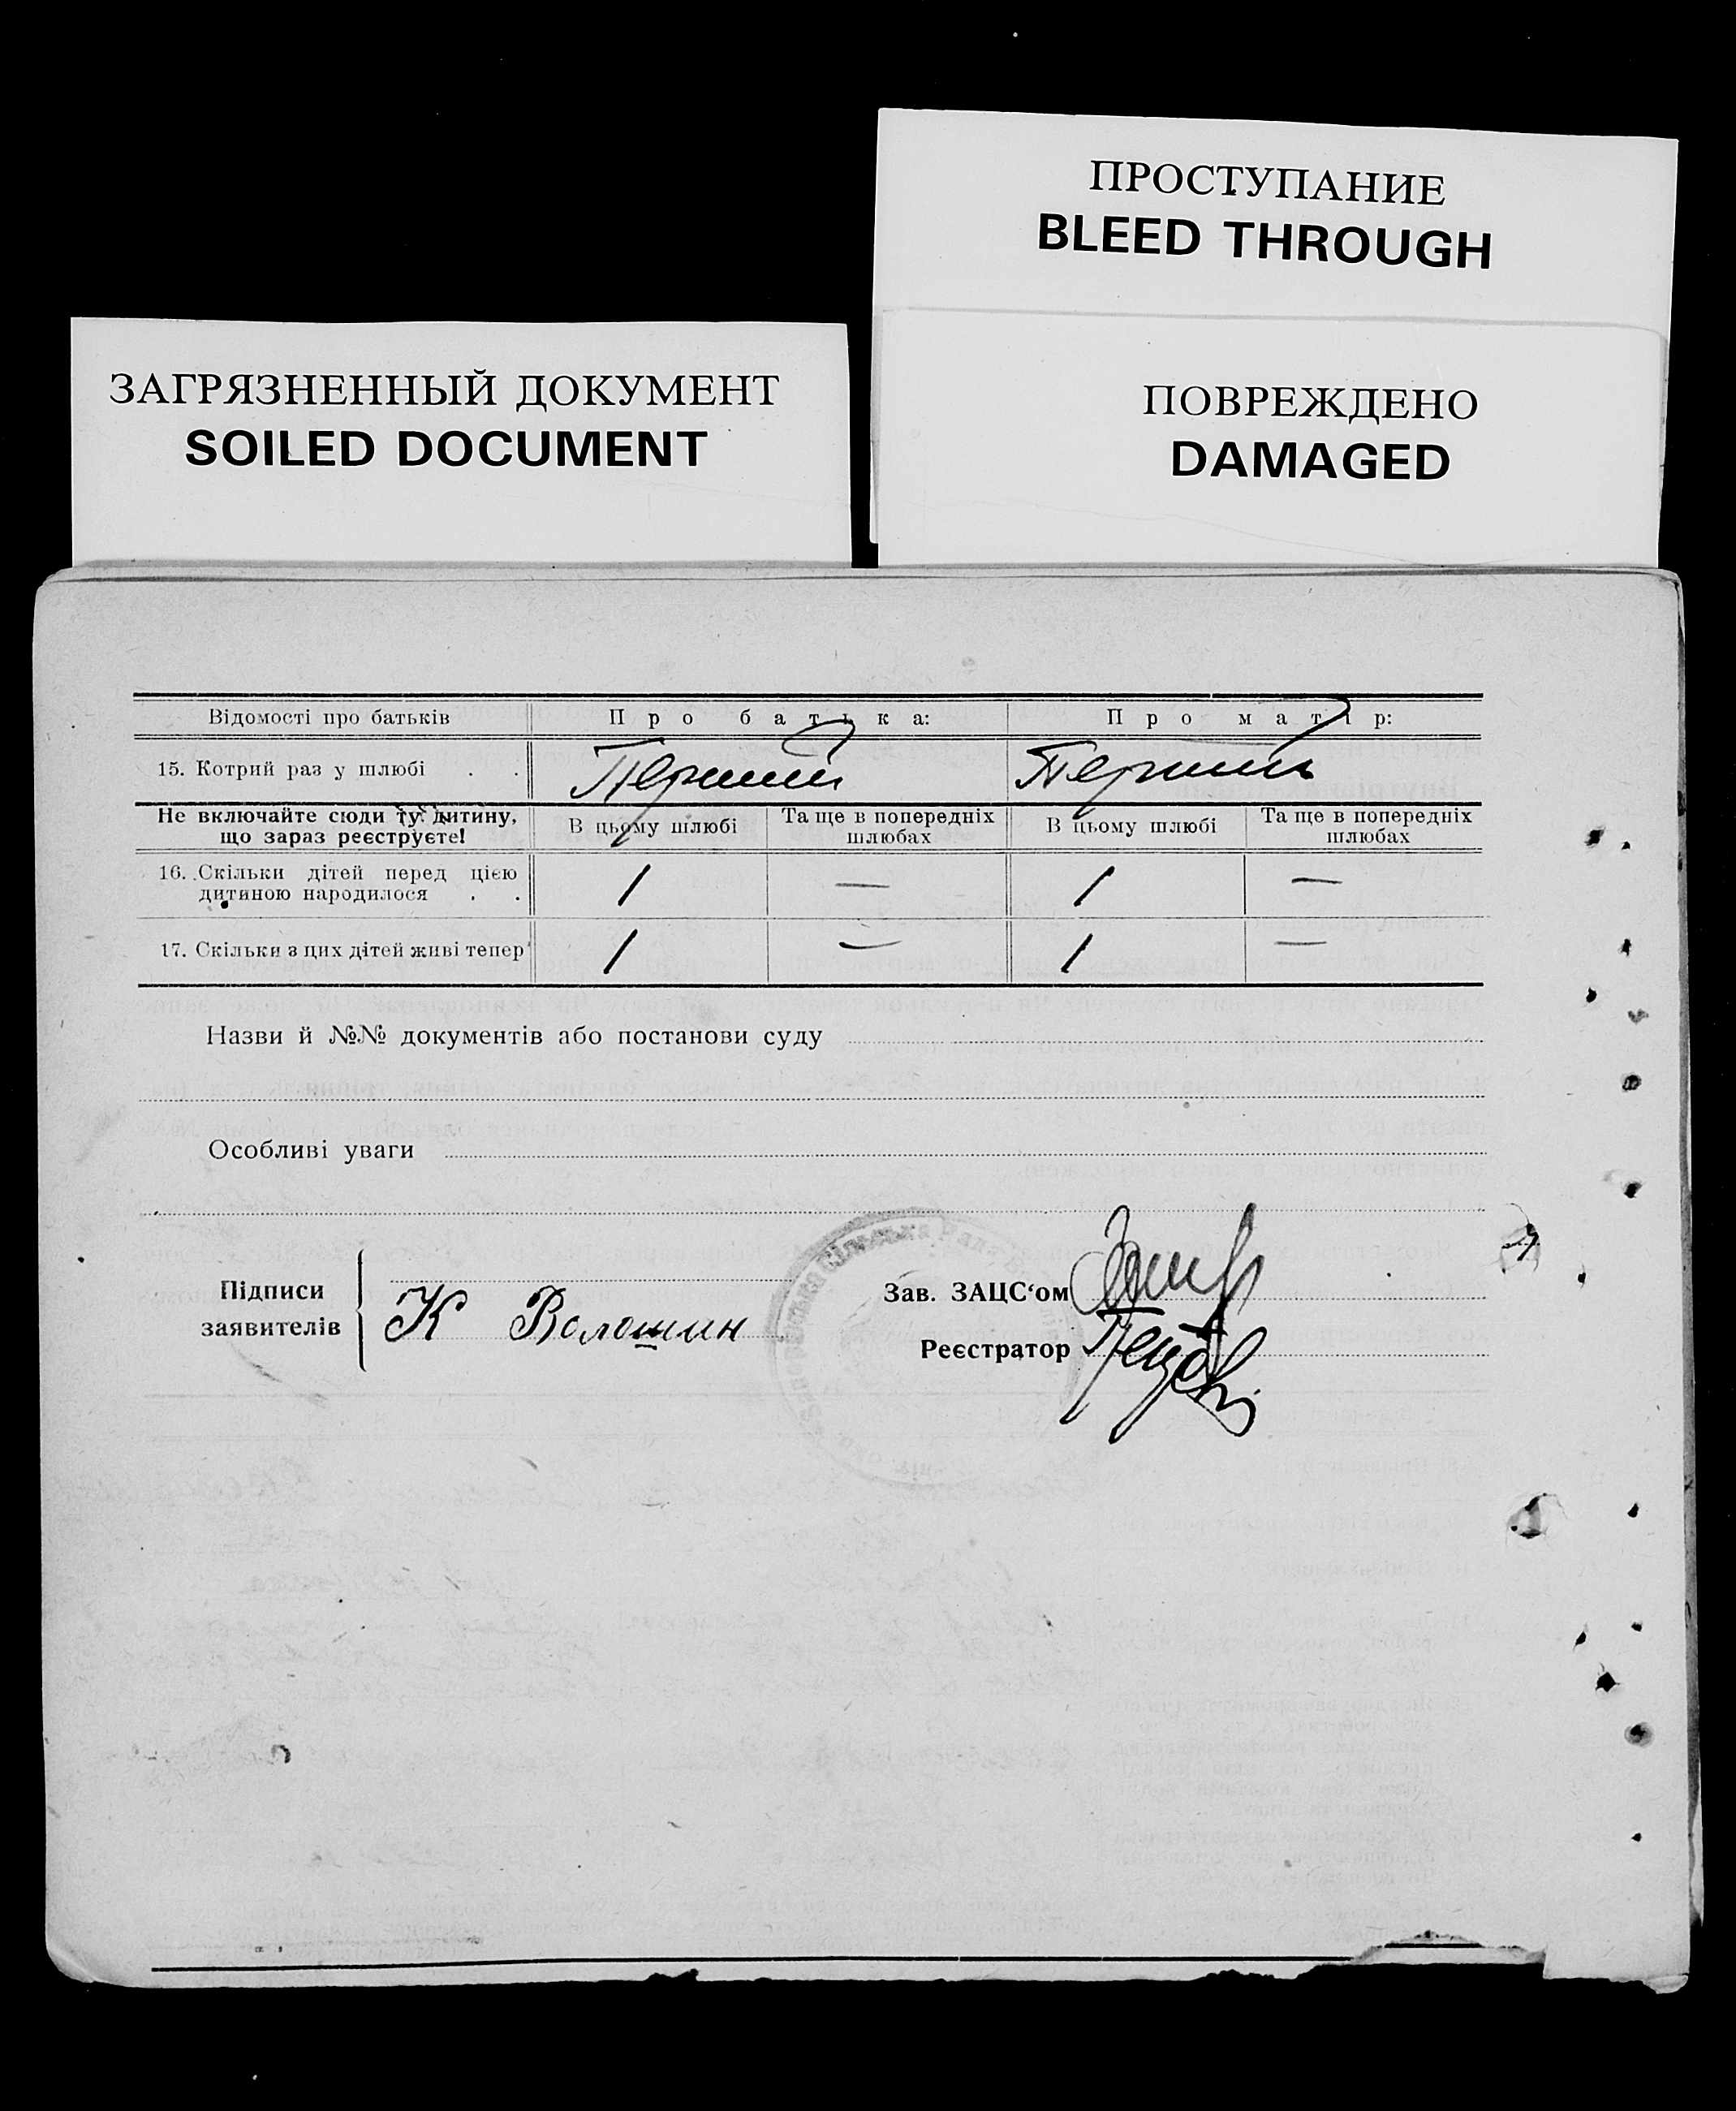 ПРОСТУПАНИЕ
BLEED THROUGH
ЗАГРЯЗНЕННЫЙ ДОКУМЕНТ
SOILED DOCUMENT
ПОВРЕЖДЕНО
DAMAGED
Відомості про батьків Про батька: Про матір:
15. Котрий раз у шлюбі . . Перший Перший
Не включайте сюди ту дитину,
що зараз реєструєте!
В цьому шлюбі
Та ще в попередніх
шлюбах
В цьому шлюбі
Та ще в попередніх
шлюбах
16. Скільки дітей перед цією
дитиною народилося . . 1 — 1 —
17. Скільки з цих дітей живі тепер 1 — 1 —
Назви й №№ документів або постанови суду
Особливі уваги
Підписи
заявителів
К Волошин
Зав. ЗАЦС‘ом
Реєстратор